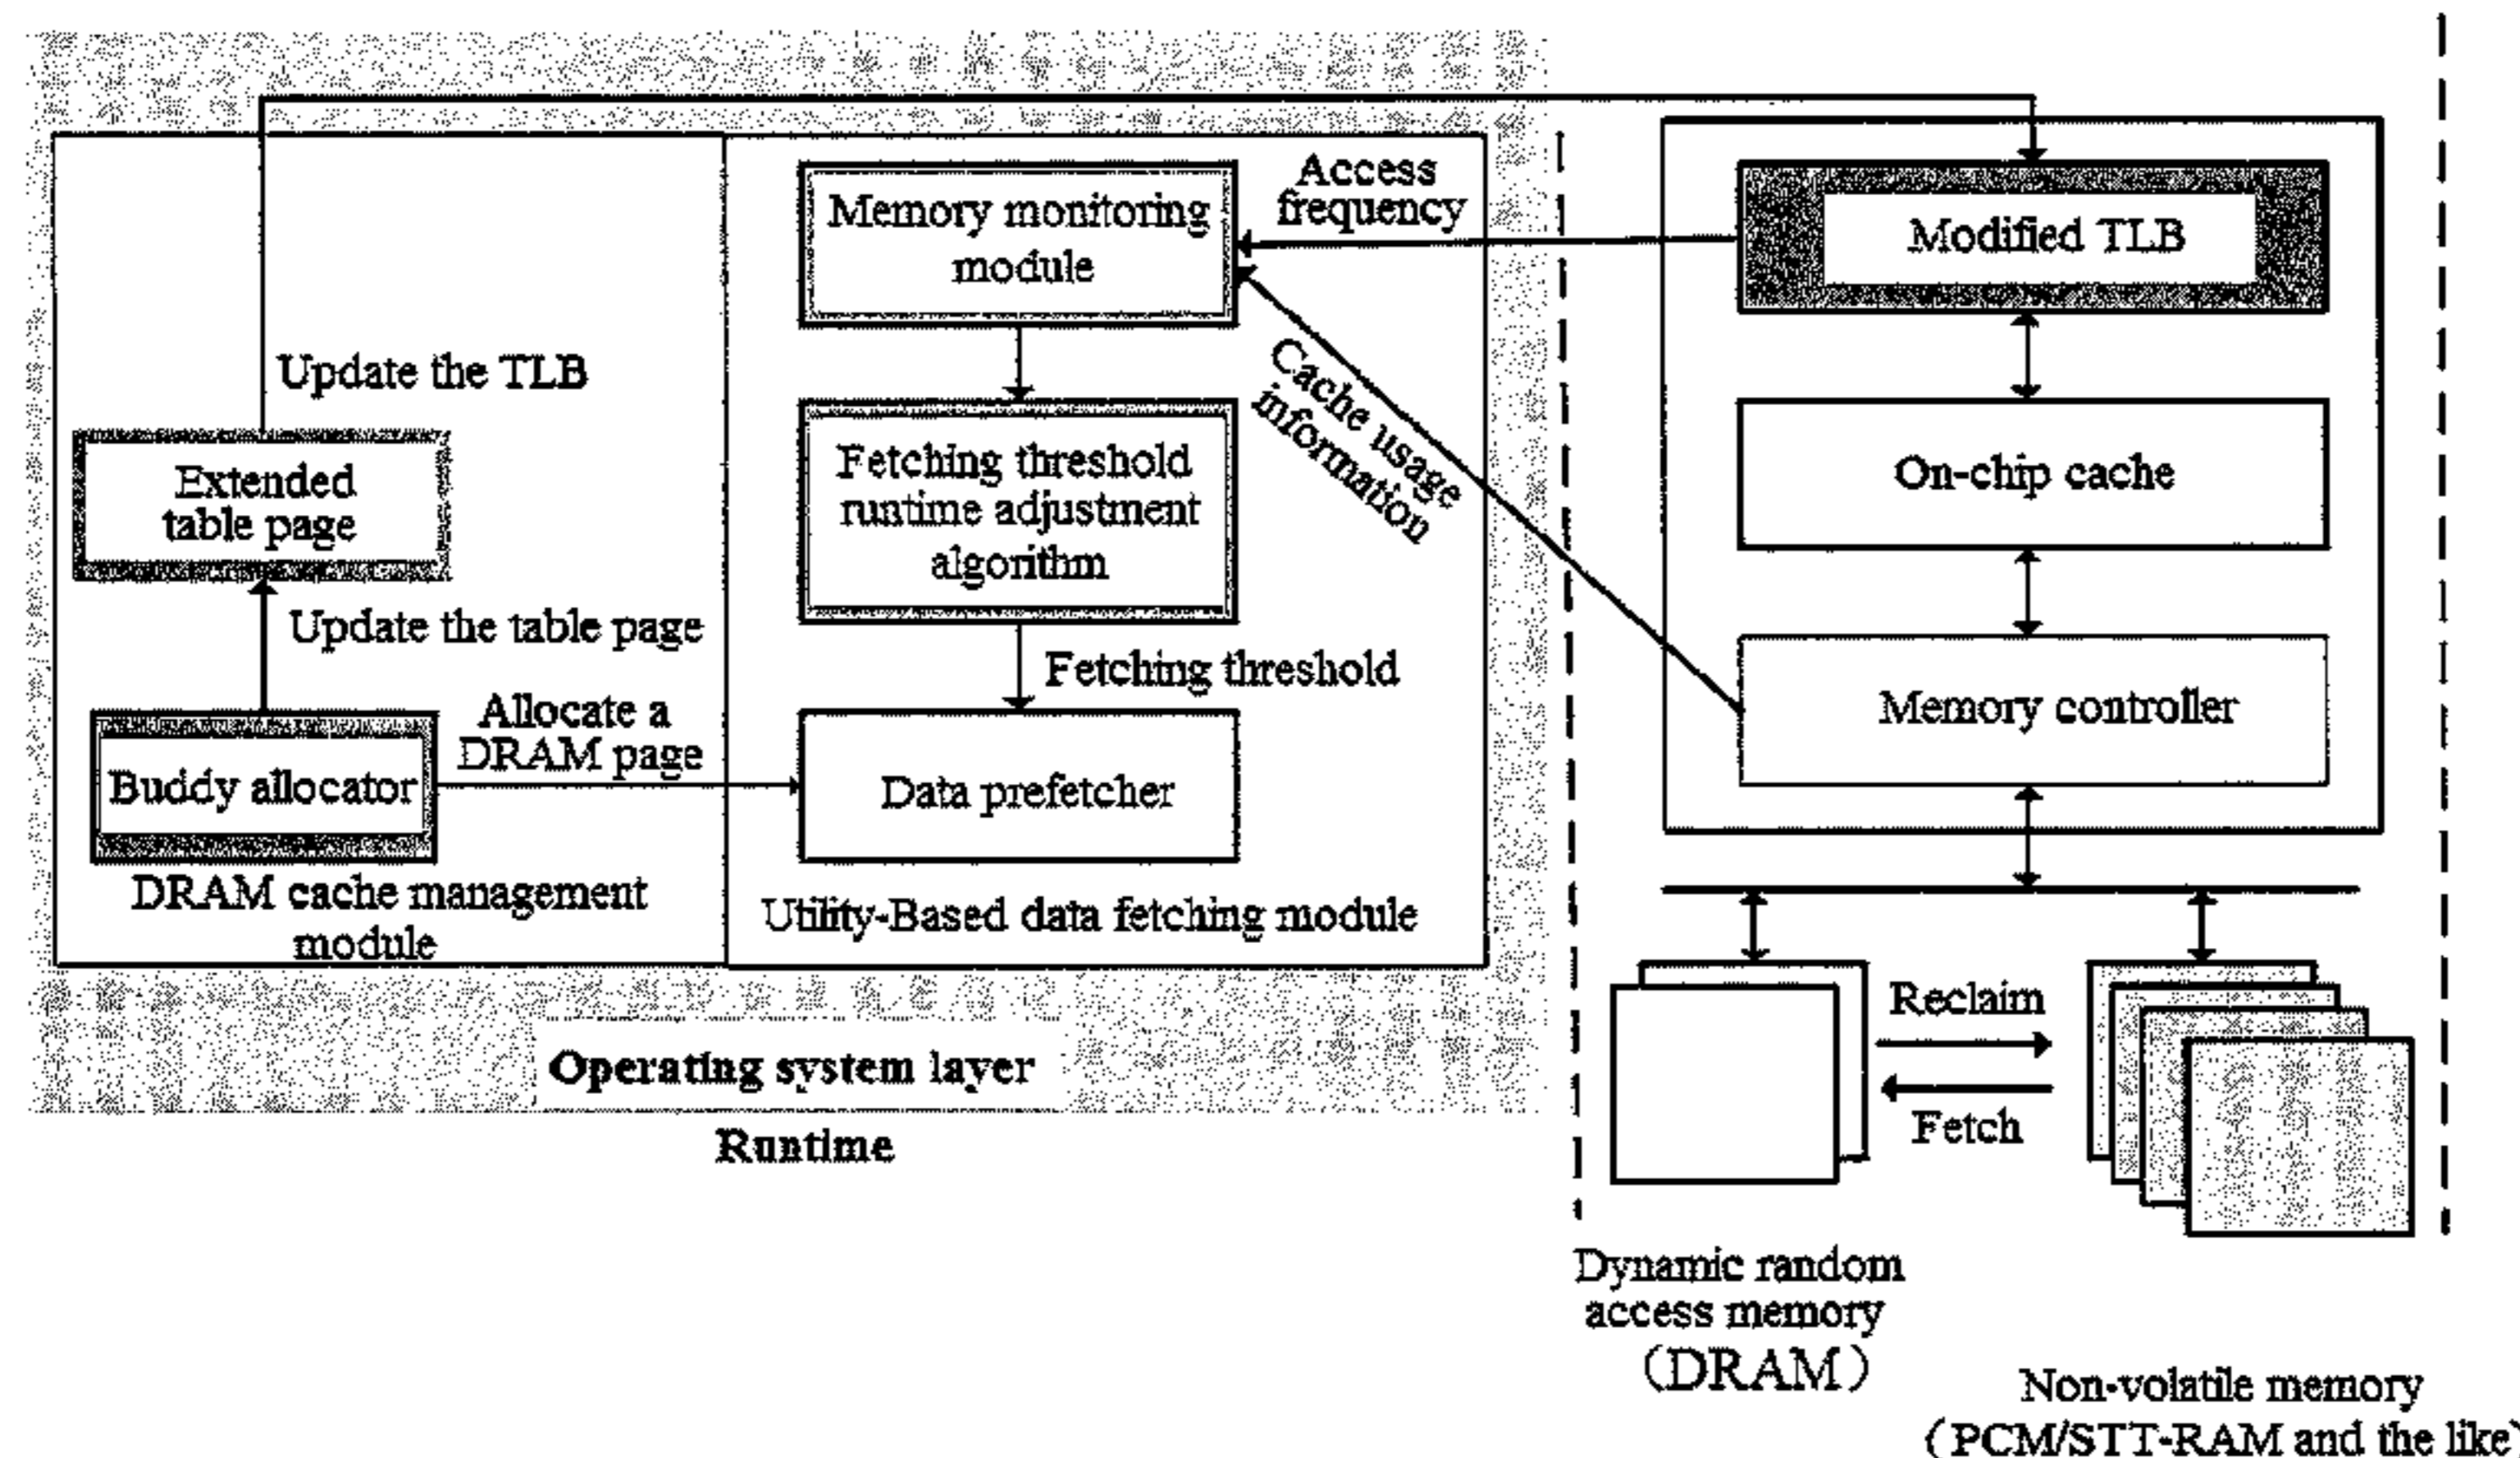 Access
frequency
Memory monitoring
module
Modified TLB
Update the TLB
Cache usage
information
Extended
table page
Fetching threshold
runtime adjustment
algorithm
On-chip cache
Update the table page
Fetching threshold
Memory controller
Allocate a
DRAM page
Buddy allocator
Data prefetcher
DRAM cache management
module
Utility-Based data fetching module
Reclaim
Fetch
Operating system layer
Runtime
Dynamic random
access memory
(DRAM)
Non-volatile memory
(PCM/STT-RAM and the like)